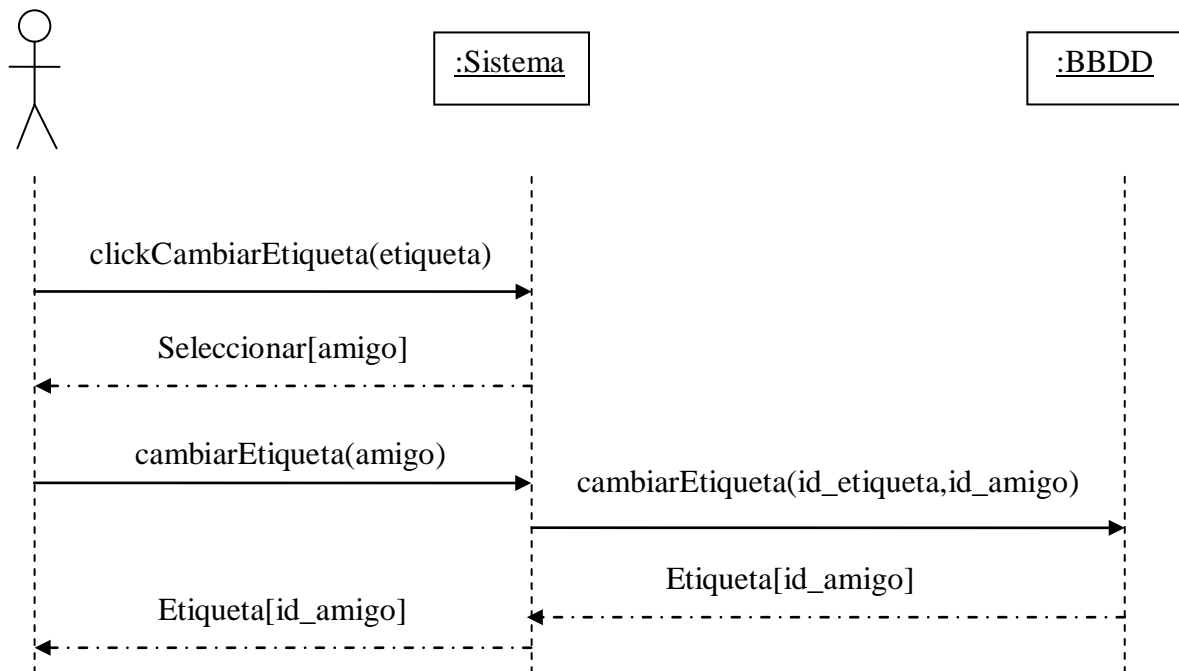 :Sistema
:BBDD
clickCambiarEtiqueta(etiqueta)
Seleccionar[amigo]
cambiarEtiqueta(amigo)
cambiarEtiqueta(id_etiqueta,id_amigo)
Etiqueta[id_amigo]
Etiqueta[id_amigo]